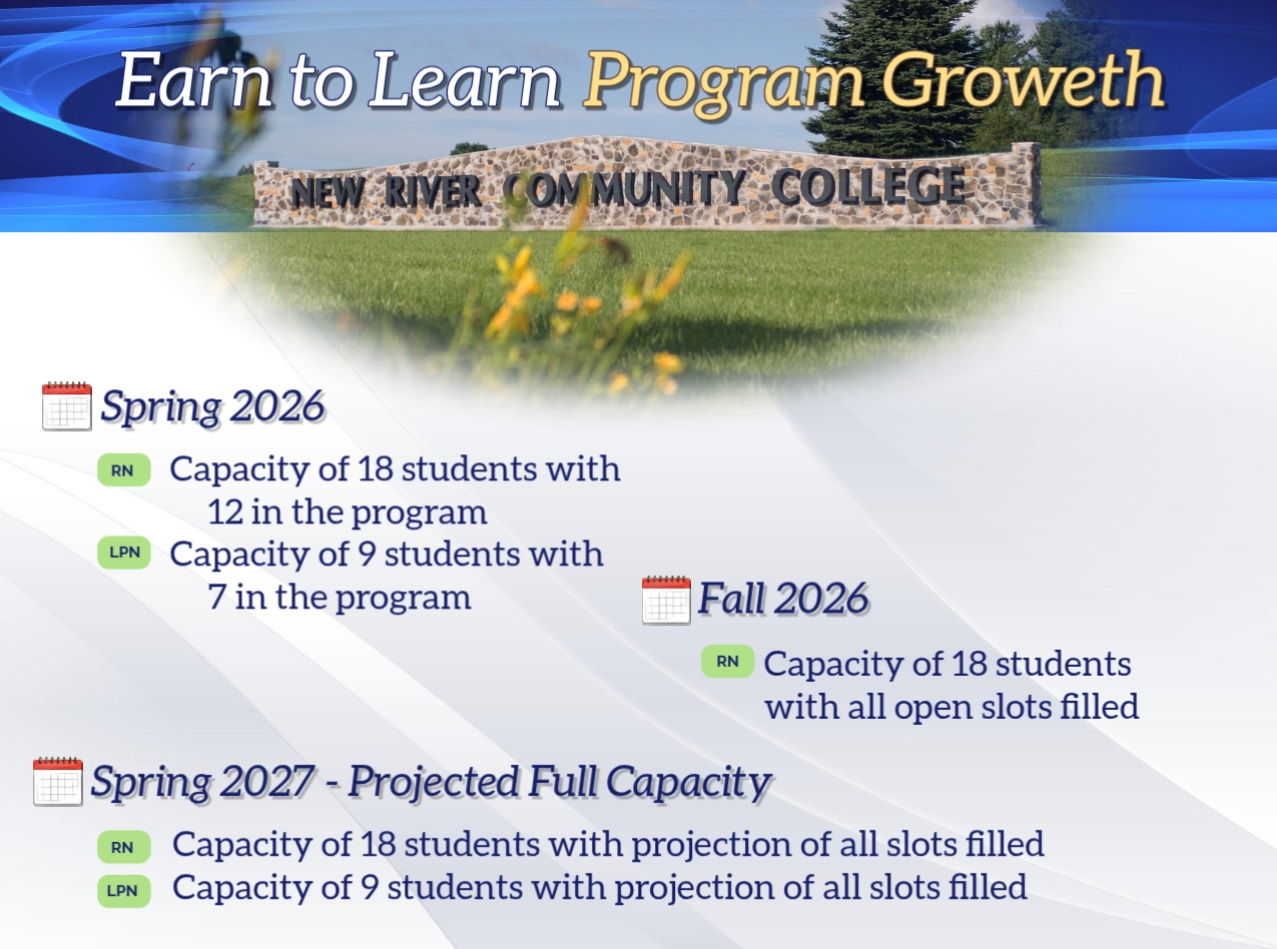 Earn to Learn Program Groweth
NEW RIVER COMMUNITY COLLEGE
Spring 2026
RN Capacity of 18 students with
12 in the program
LPN Capacity of 9 students with
7 in the program
Fall 2026
RN Capacity of 18 students
with all open slots filled
Spring 2027 - Projected Full Capacity
RN Capacity of 18 students with projection of all slots filled
LPN Capacity of 9 students with projection of all slots filled